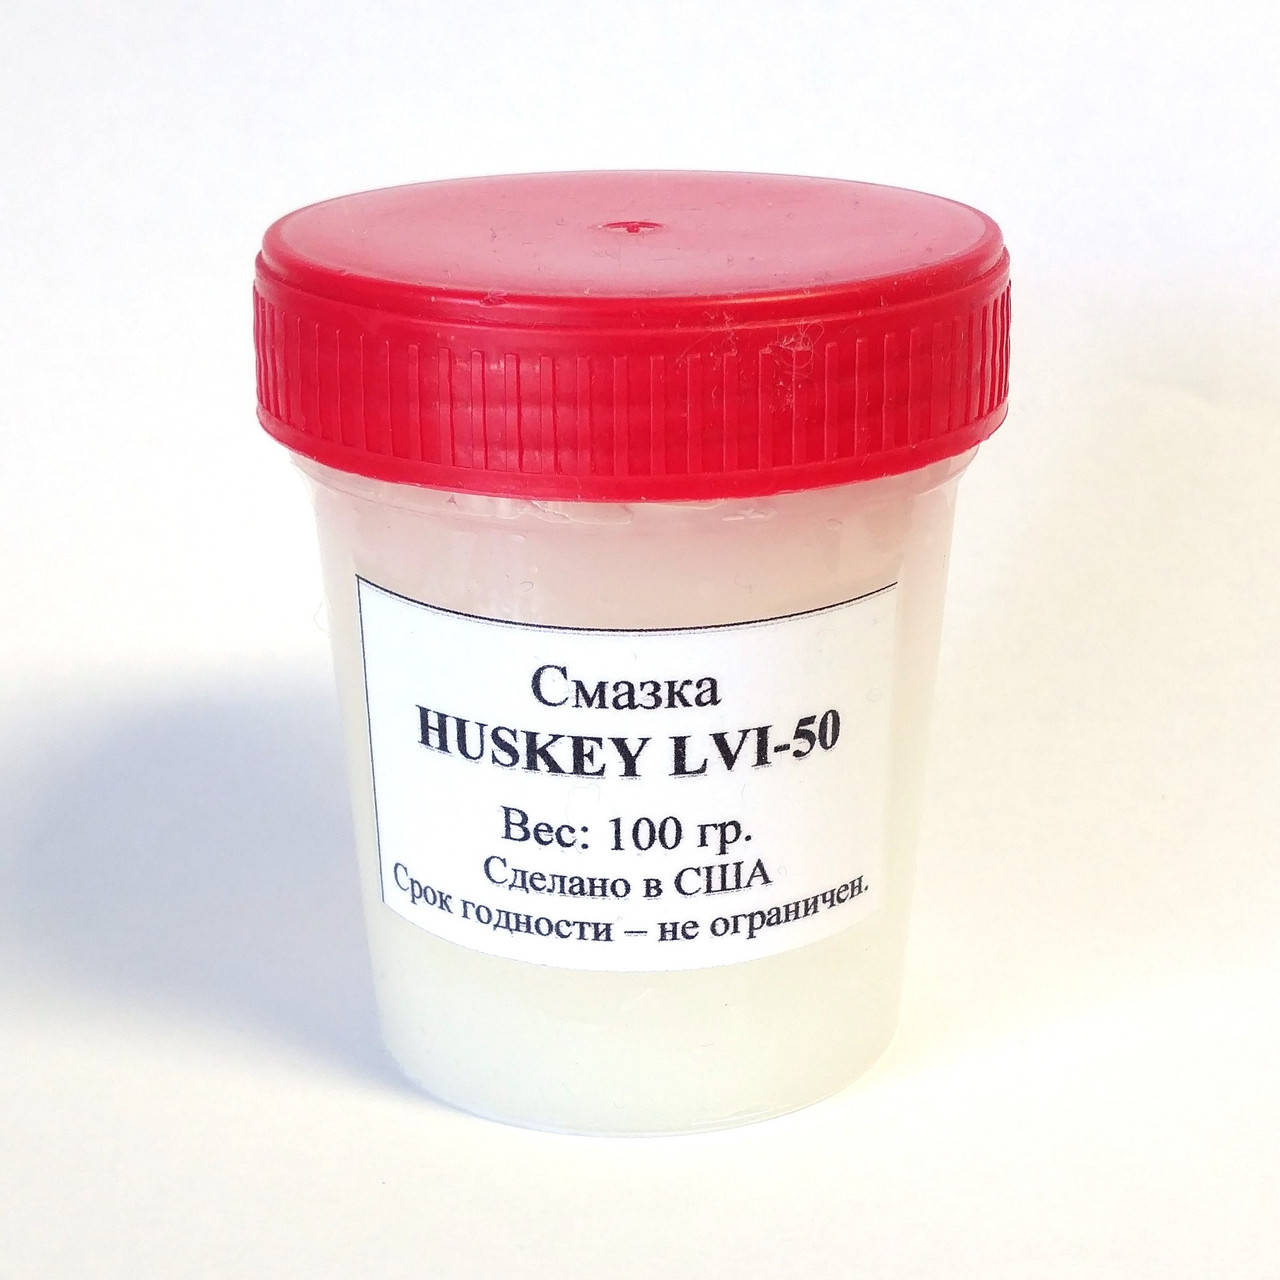 Смазка
HUSKEY LVI-50
Вес: 100 гр.
Сделано в США
Срок годности – не ограничен.